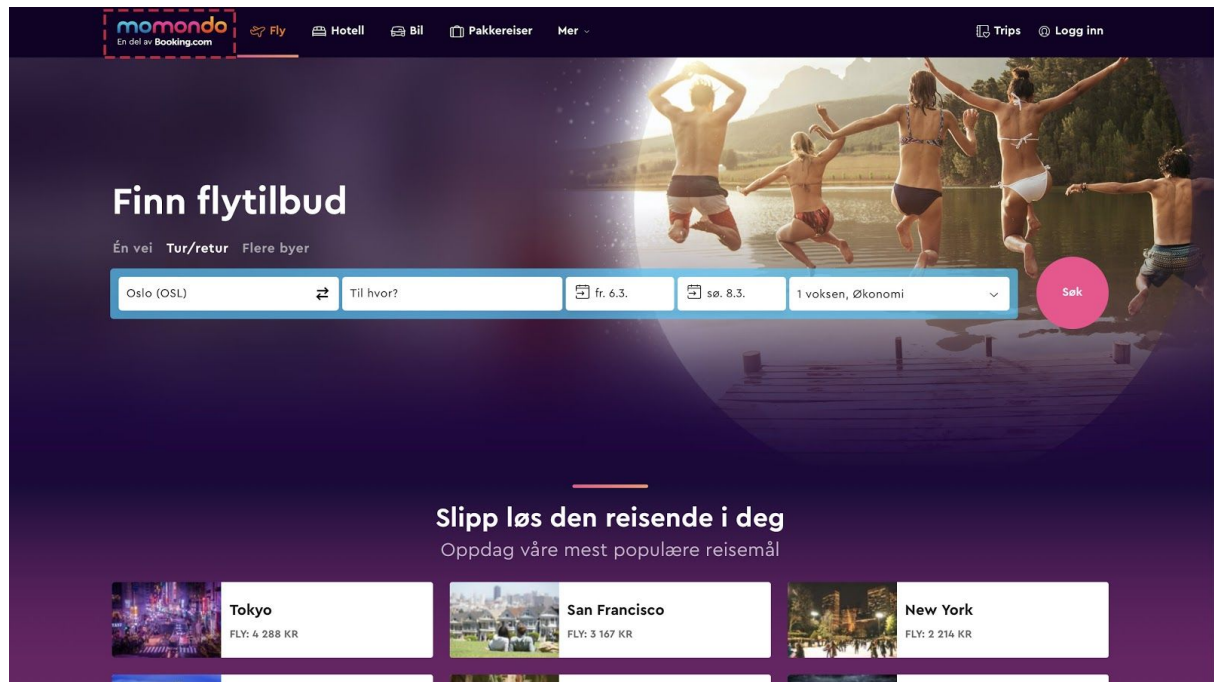 momondo
En del av Booking.com
Fly
Hotell
Bil
Pakkereiser
Mer
Trips
Logg inn
Finn flytilbud
Én vei Tur/retur Flere byer
Oslo (OSL)
Til hvor?
fr. 6.3.
sø. 8.3.
1 voksen, Økonomi
Søk
Slipp løs den reisende i deg
Oppdag våre mest populære reisemål
Tokyo
FLY: 4 288 KR
San Francisco
FLY: 3 167 KR
New York
FLY: 2 214 KR